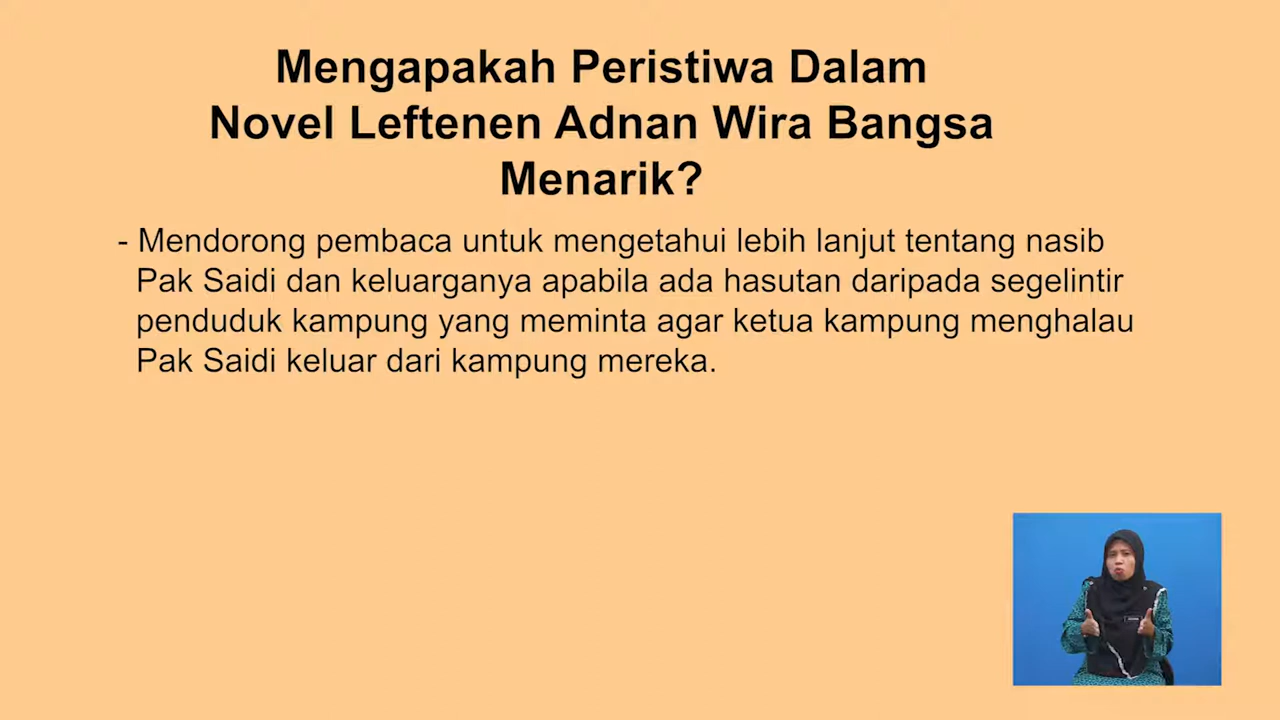 Mengapakah Peristiwa Dalam
Novel Leftenen Adnan Wira Bangsa
Menarik?
- Mendorong pembaca untuk mengetahui lebih lanjut tentang nasib
Pak Saidi dan keluarganya apabila ada hasutan daripada segelintir
penduduk kampung yang meminta agar ketua kampung menghalau
Pak Saidi keluar dari kampung mereka.